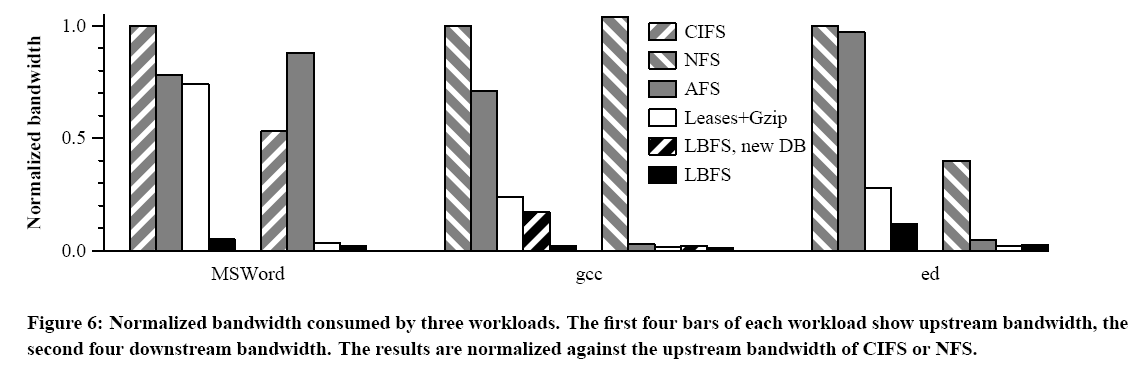 Normalized bandwidth
1.0
0.5
0.0
CIFS
NFS
AFS
Leases+Gzip
LBFS, new DB
LBFS
MSWord
gcc
ed
Figure 6: Normalized bandwidth consumed by three workloads. The first four bars of each workload show upstream bandwidth, the
second four downstream bandwidth. The results are normalized against the upstream bandwidth of CIFS or NFS.